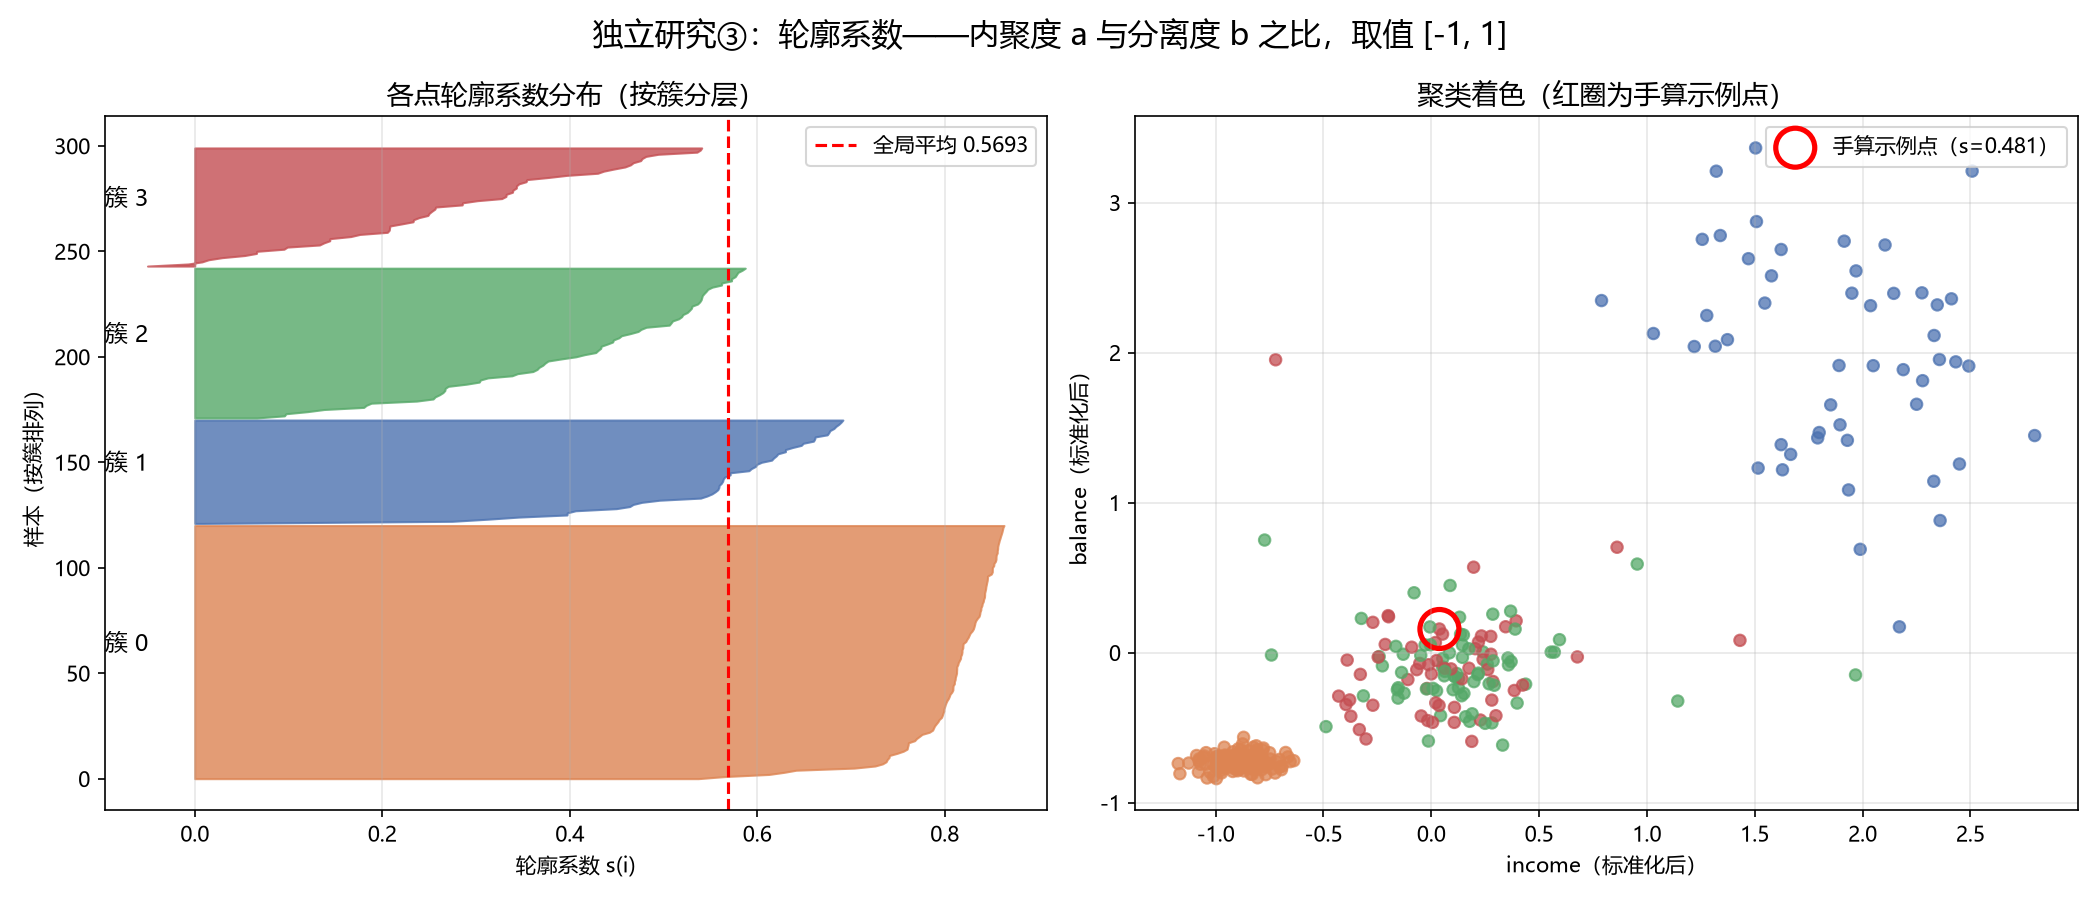 独立研究③：轮廓系数——内聚度 a 与分离度 b 之比，取值 [-1, 1]
各点轮廓系数分布（按簇分层）
全局平均 0.5693
样本（按簇排列）
300
250
200
150
100
50
0
簇 3
簇 2
簇 1
簇 0
0.0 0.2 0.4 0.6 0.8
轮廓系数 s(i)
聚类着色（红圈为手算示例点）
手算示例点（s=0.481）
balance（标准化后）
3
2
1
0
-1
-1.0 -0.5 0.0 0.5 1.0 1.5 2.0 2.5
income（标准化后）